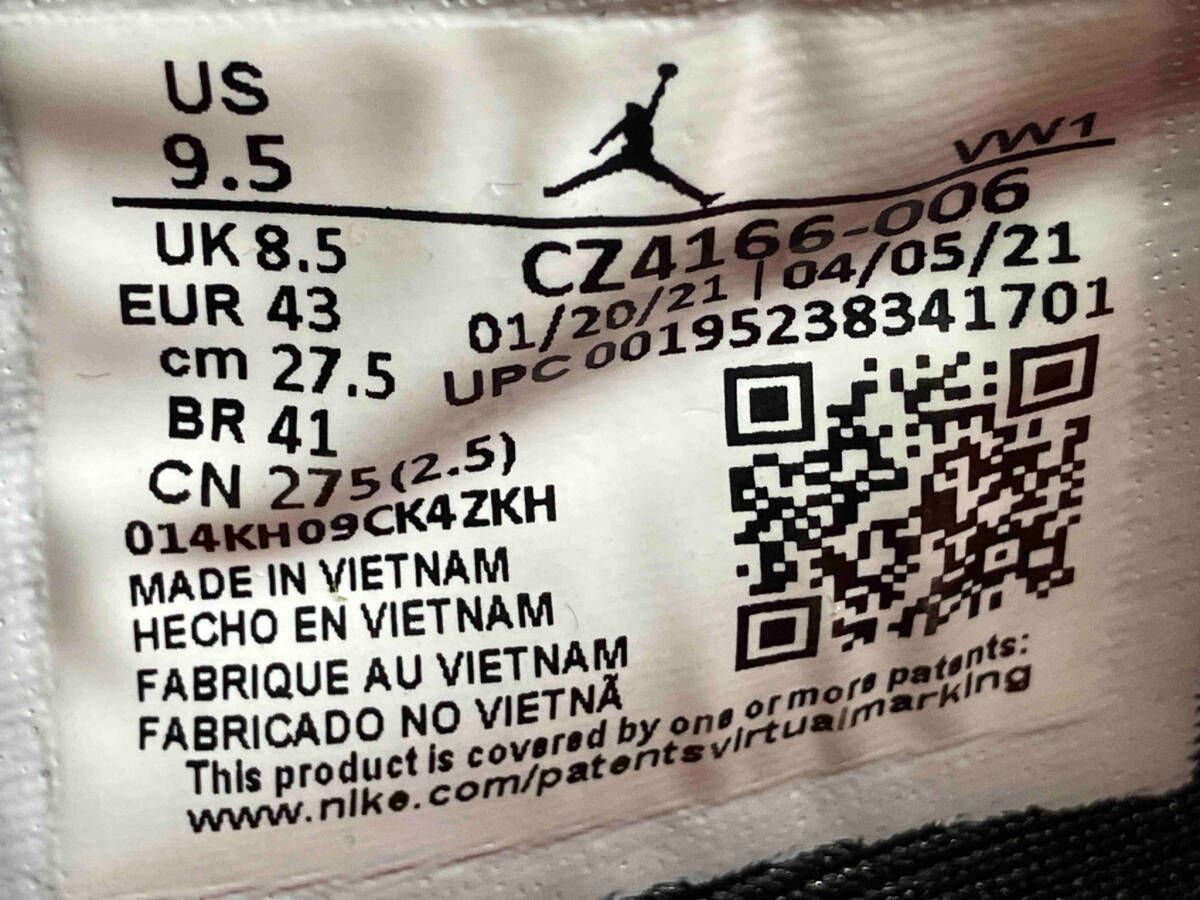 US
9.5
VW1
UK 8.5
EUR 43
cm 27.5
BR 41
CN 275(2.5)
CZ4166-006
01/20/21 | 04/05/21
UPC 00195238341701
014KH09CK4ZKH
MADE IN VIETNAM
HECHO EN VIETNAM
FABRIQUE AU VIETNAM
FABRICADO NO VIETNÃ
This product is covered by one or more patents:
www.nike.com/patentsvirtualmarking